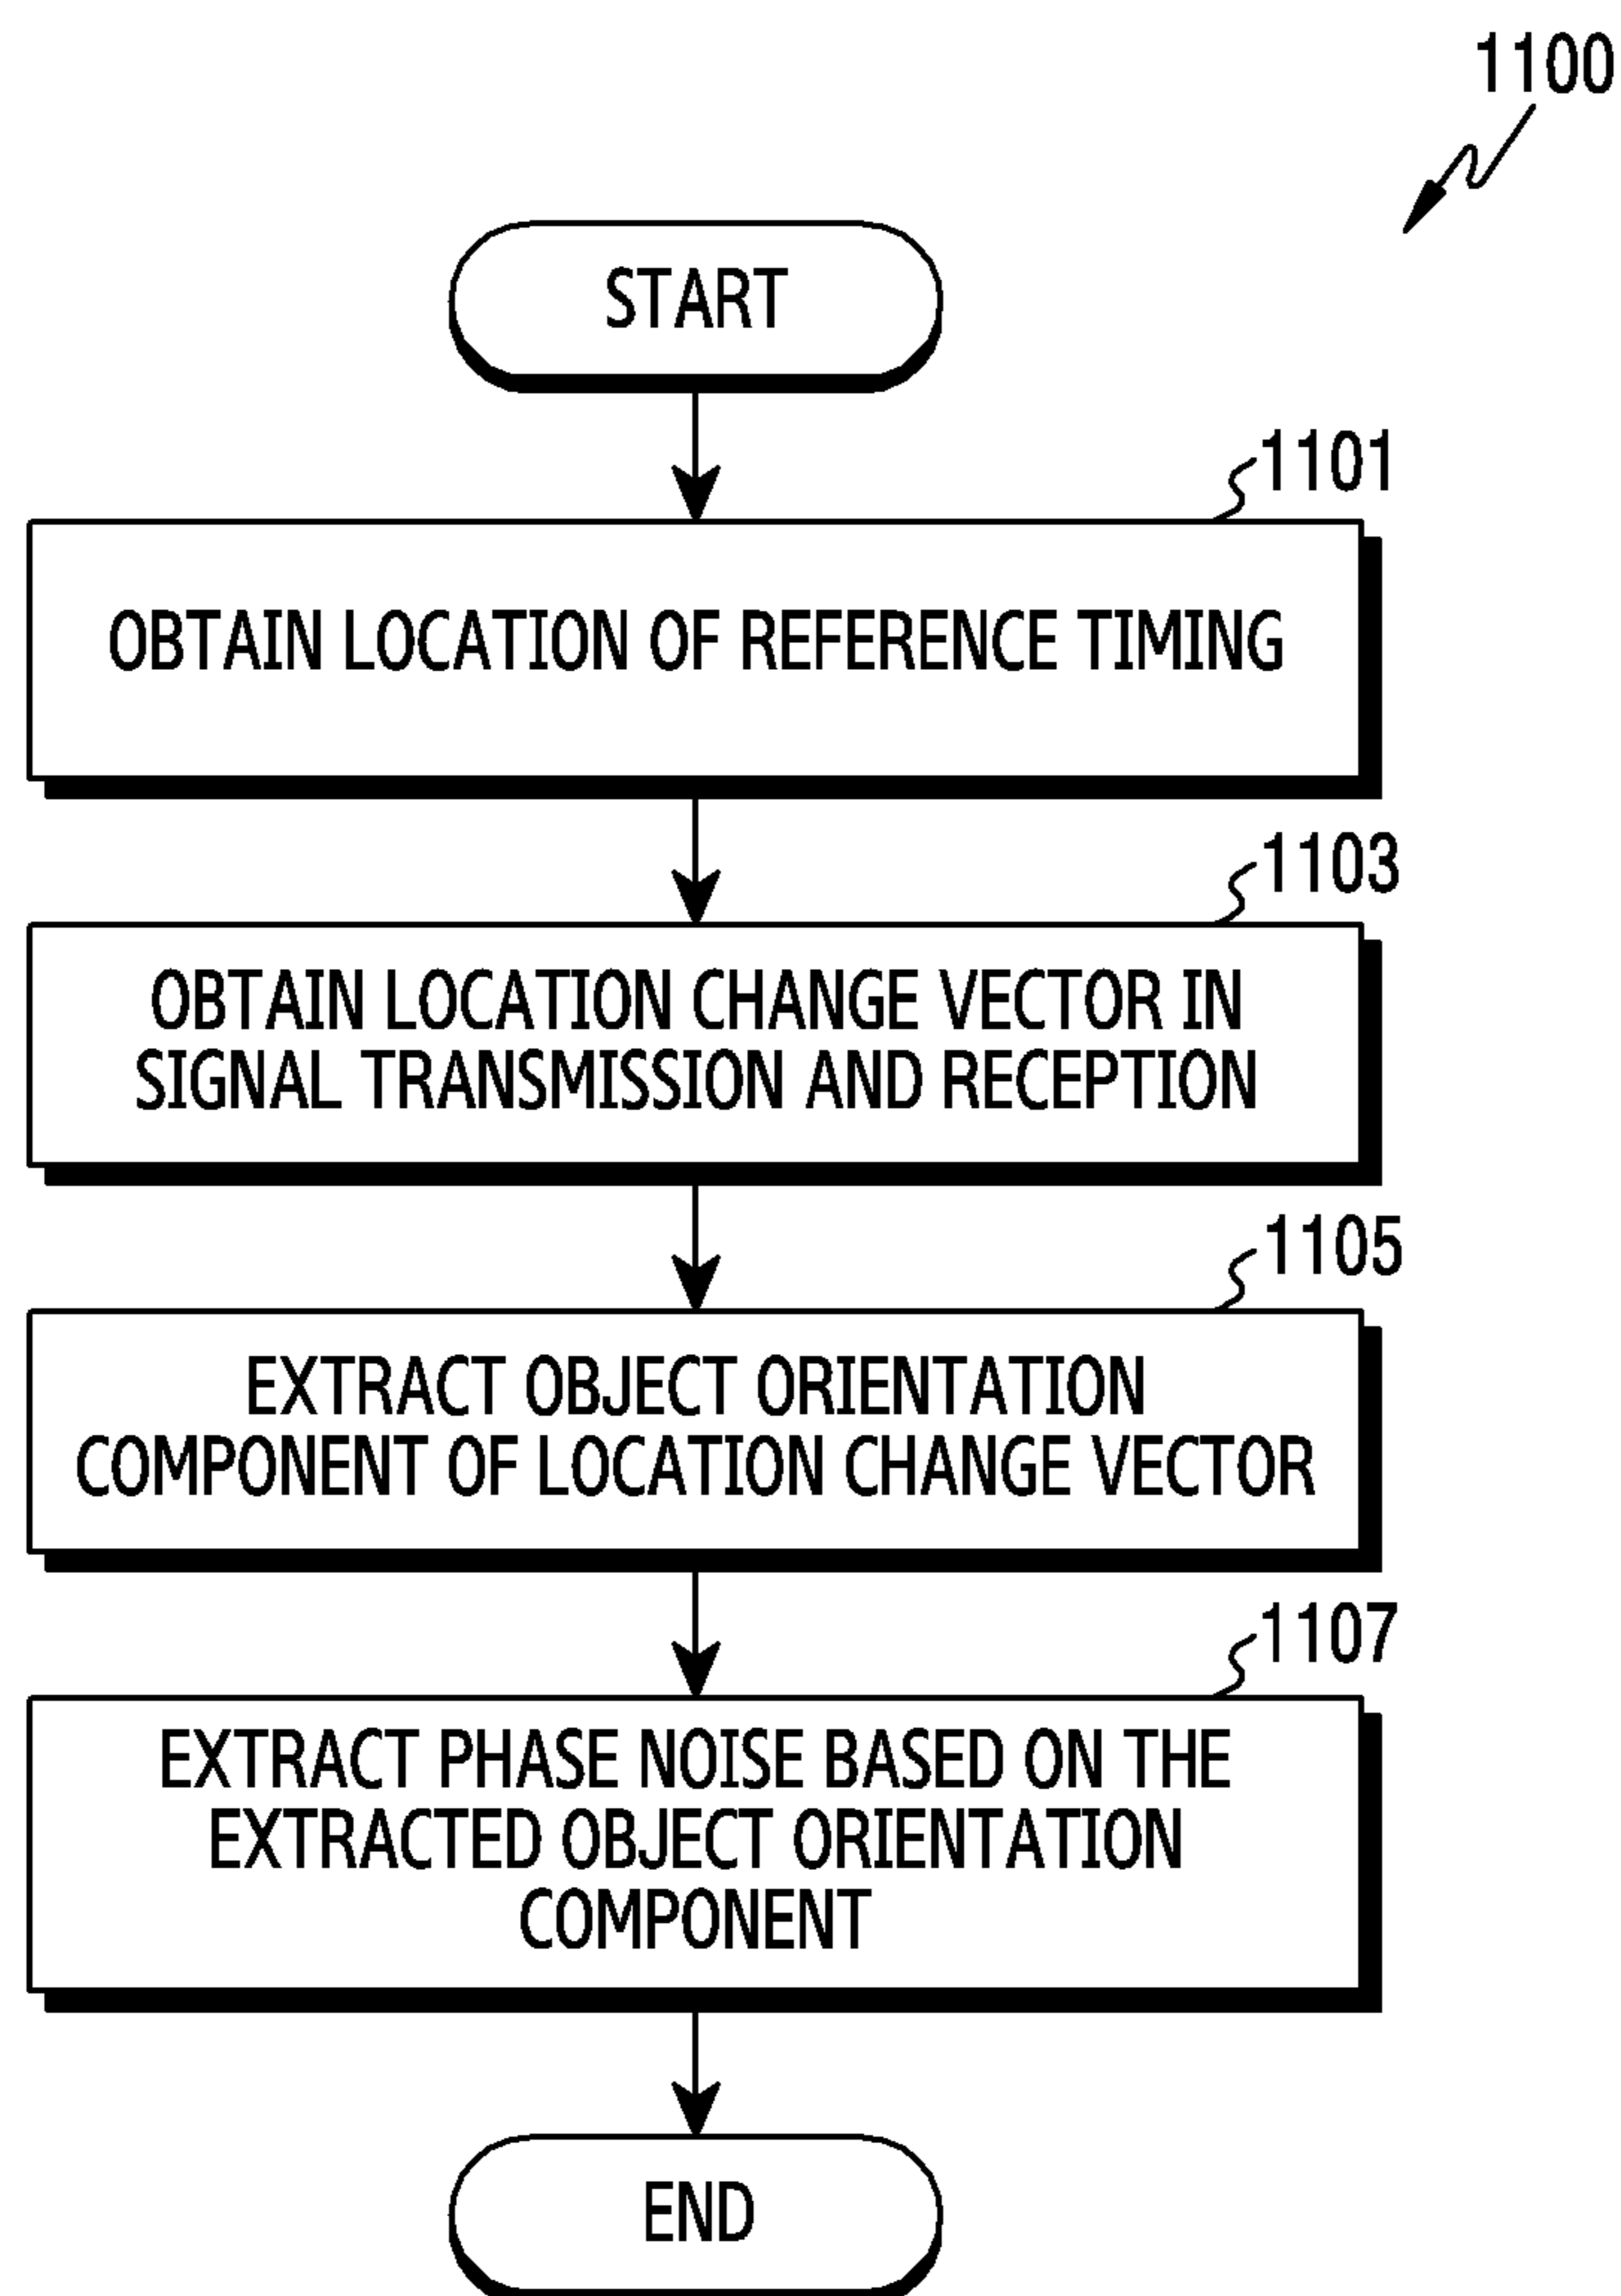 1100
START
1101
OBTAIN LOCATION OF REFERENCE TIMING
1103
OBTAIN LOCATION CHANGE VECTOR IN
SIGNAL TRANSMISSION AND RECEPTION
1105
EXTRACT OBJECT ORIENTATION
COMPONENT OF LOCATION CHANGE VECTOR
1107
EXTRACT PHASE NOISE BASED ON THE
EXTRACTED OBJECT ORIENTATION
COMPONENT
END